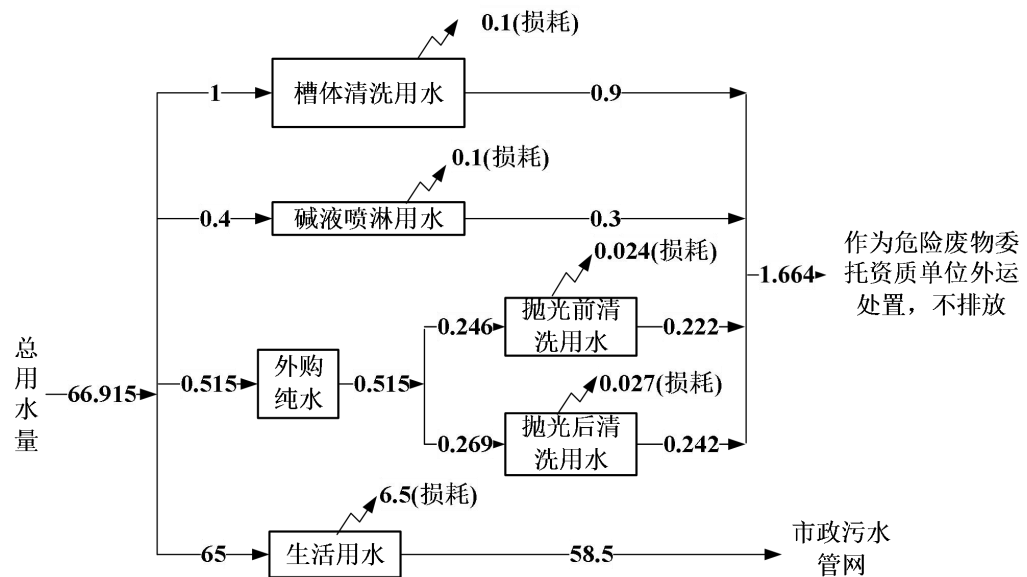 0.1(损耗)
1
槽体清洗用水
0.9
0.1(损耗)
0.4
碱液喷淋用水
0.3
0.024(损耗)
作为危险废物委
托资质单位外运
处置，不排放
1.664
0.246
抛光前清
洗用水
0.222
总
用
水
量
66.915
0.515
外购
纯水
0.515
0.027(损耗)
0.269
抛光后清
洗用水
0.242
6.5(损耗)
65
生活用水
58.5
市政污水
管网